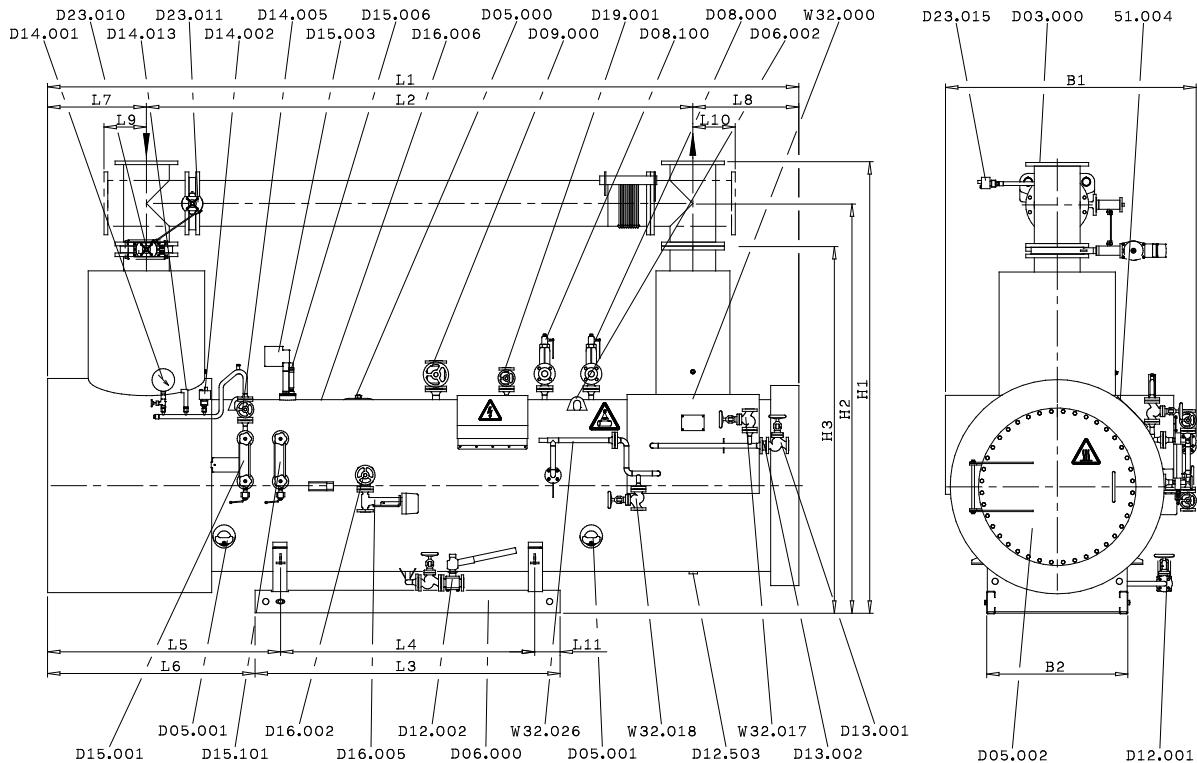 D23.010 D23.011 D14.005 D15.006 D05.000 D19.001 D08.000 W32.000 D23.015 D03.000 51.004
D14.001 D14.013 D14.002 D15.003 D16.006 D09.000 D08.100 D06.002
L1 B1
L7 L2 L8
L9 L10
H3 H2 H1
L5 L4 L11
L6 L3 B2
D05.001 D16.002 D12.002 W32.026 W32.018 W32.017 D13.001
D15.001 D15.101 D16.005 D06.000 D05.001 D12.503 D13.002 D05.002 D12.001